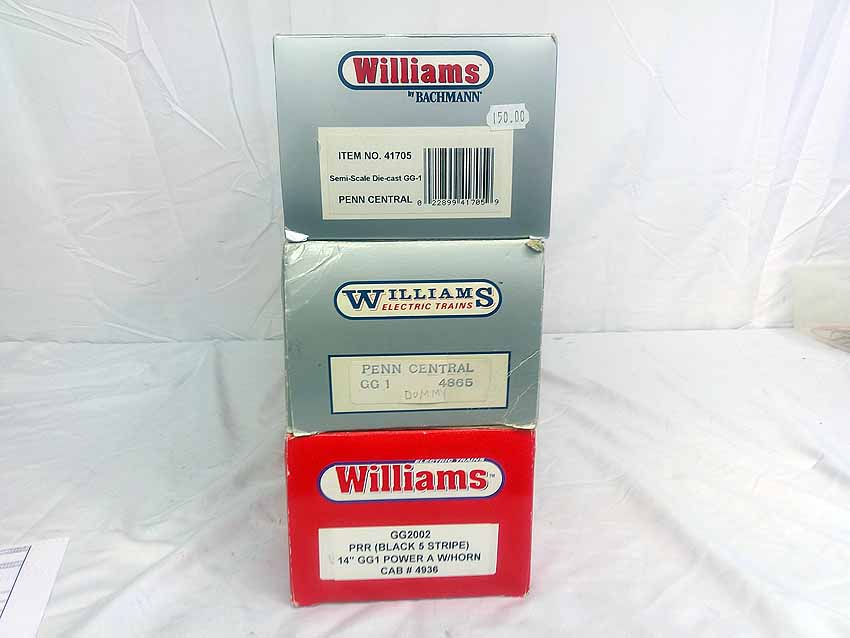 Williams
by BACHMANN
150.00
ITEM NO. 41705
Semi-Scale Die-cast GG-1
PENN CENTRAL
0 22899 41705 9
WILLIAMS
ELECTRIC TRAINS
PENN CENTRAL
GG 1 4865
DUMMY
ELECTRIC TRAINS
Williams
GG2002
PRR (BLACK 5 STRIPE)
14" GG1 POWER A W/HORN
CAB # 4936